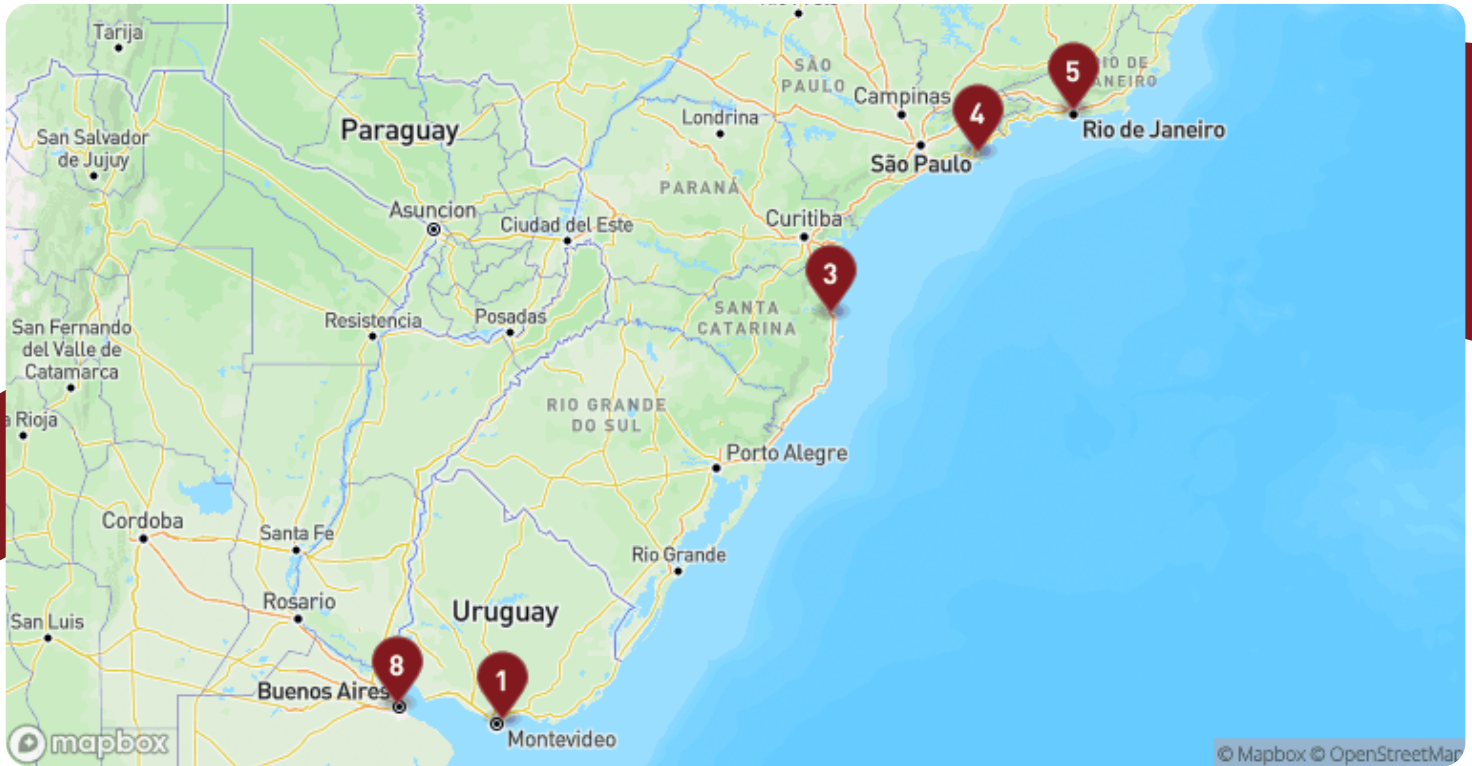 Tarija
SÃO
PAULO
5
RIO DE
JANEIRO
Campinas
4
Paraguay
Londrina
Rio de Janeiro
San Salvador
de Jujuy
São Paulo
PARANÁ
Asuncion
Ciudad del Este
Curitiba
3
San Fernando
del Valle de
Catamarca
Resistencia
Posadas
SANTA
CATARINA
a Rioja
RIO GRANDE
DO SUL
Porto Alegre
Cordoba
Santa Fe
Rio Grande
Rosario
Uruguay
San Luis
8
1
Buenos Aires
Montevideo
mapbox
© Mapbox © OpenStreetMap